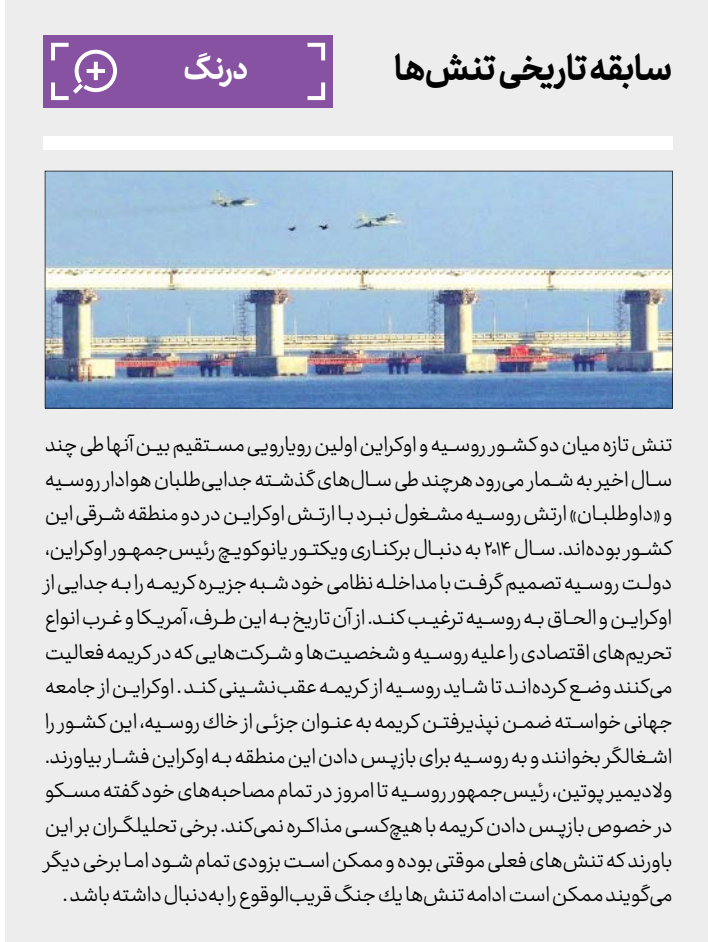 سابقه تاریخی تنش‌ها
درنگ
تنش تازه میان دو کشور روسیه و اوکراین اولین رویارویی مستقیم بین آنها طی چند
سال اخیر به شمار می‌رود هرچند طی سال‌های گذشته جدایی‌طلبان هوادار روسیه
و «داوطلبان» ارتش روسیه مشغول نبرد با ارتش اوکراین در دو منطقه شرقی این
کشور بوده‌اند. سال ۲۰۱۴ به دنبال برکناری ویکتور یانوکویچ رئیس‌جمهور اوکراین،
دولت روسیه تصمیم گرفت با مداخله نظامی خود شبه جزیره کریمه را به جدایی از
اوکراین و الحاق به روسیه ترغیب کند. از آن تاریخ به این طرف، آمریکا و غرب انواع
تحریم‌های اقتصادی را علیه روسیه و شخصیت‌ها و شرکت‌هایی که در کریمه فعالیت
می‌کنند وضع کرده‌اند تا شاید روسیه از کریمه عقب‌نشینی کند. اوکراین از جامعه
جهانی خواسته ضمن نپذیرفتن کریمه به عنوان جزئی از خاك روسیه، این کشور را
اشغالگر بخوانند و به روسیه برای بازپس دادن این منطقه به اوکراین فشار بیاورند.
ولادیمیر پوتین، رئیس‌جمهور روسیه تا امروز در تمام مصاحبه‌های خود گفته مسکو
در خصوص بازپس دادن کریمه با هیچ‌کسی مذاکره نمی‌کند. برخی تحلیلگران بر این
باورند که تنش‌های فعلی موقتی بوده و ممکن است بزودی تمام شود اما برخی دیگر
می‌گویند ممکن است ادامه تنش‌ها یك جنگ قریب‌الوقوع را به‌دنبال داشته باشد.